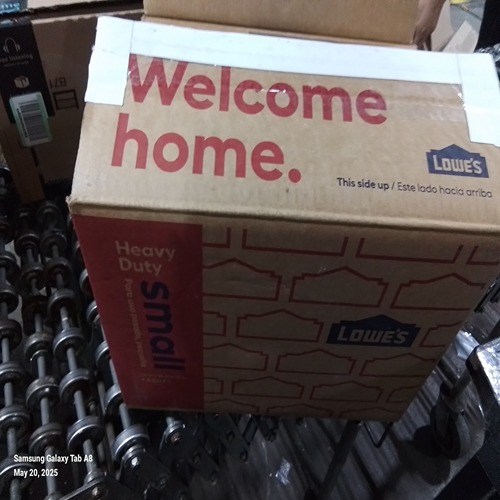 Welcome
home.
LOWE'S
This side up / Este lado hacia arriba
Heavy
Duty
small
LOWE'S
Samsung Galaxy Tab A8
May 20, 2025